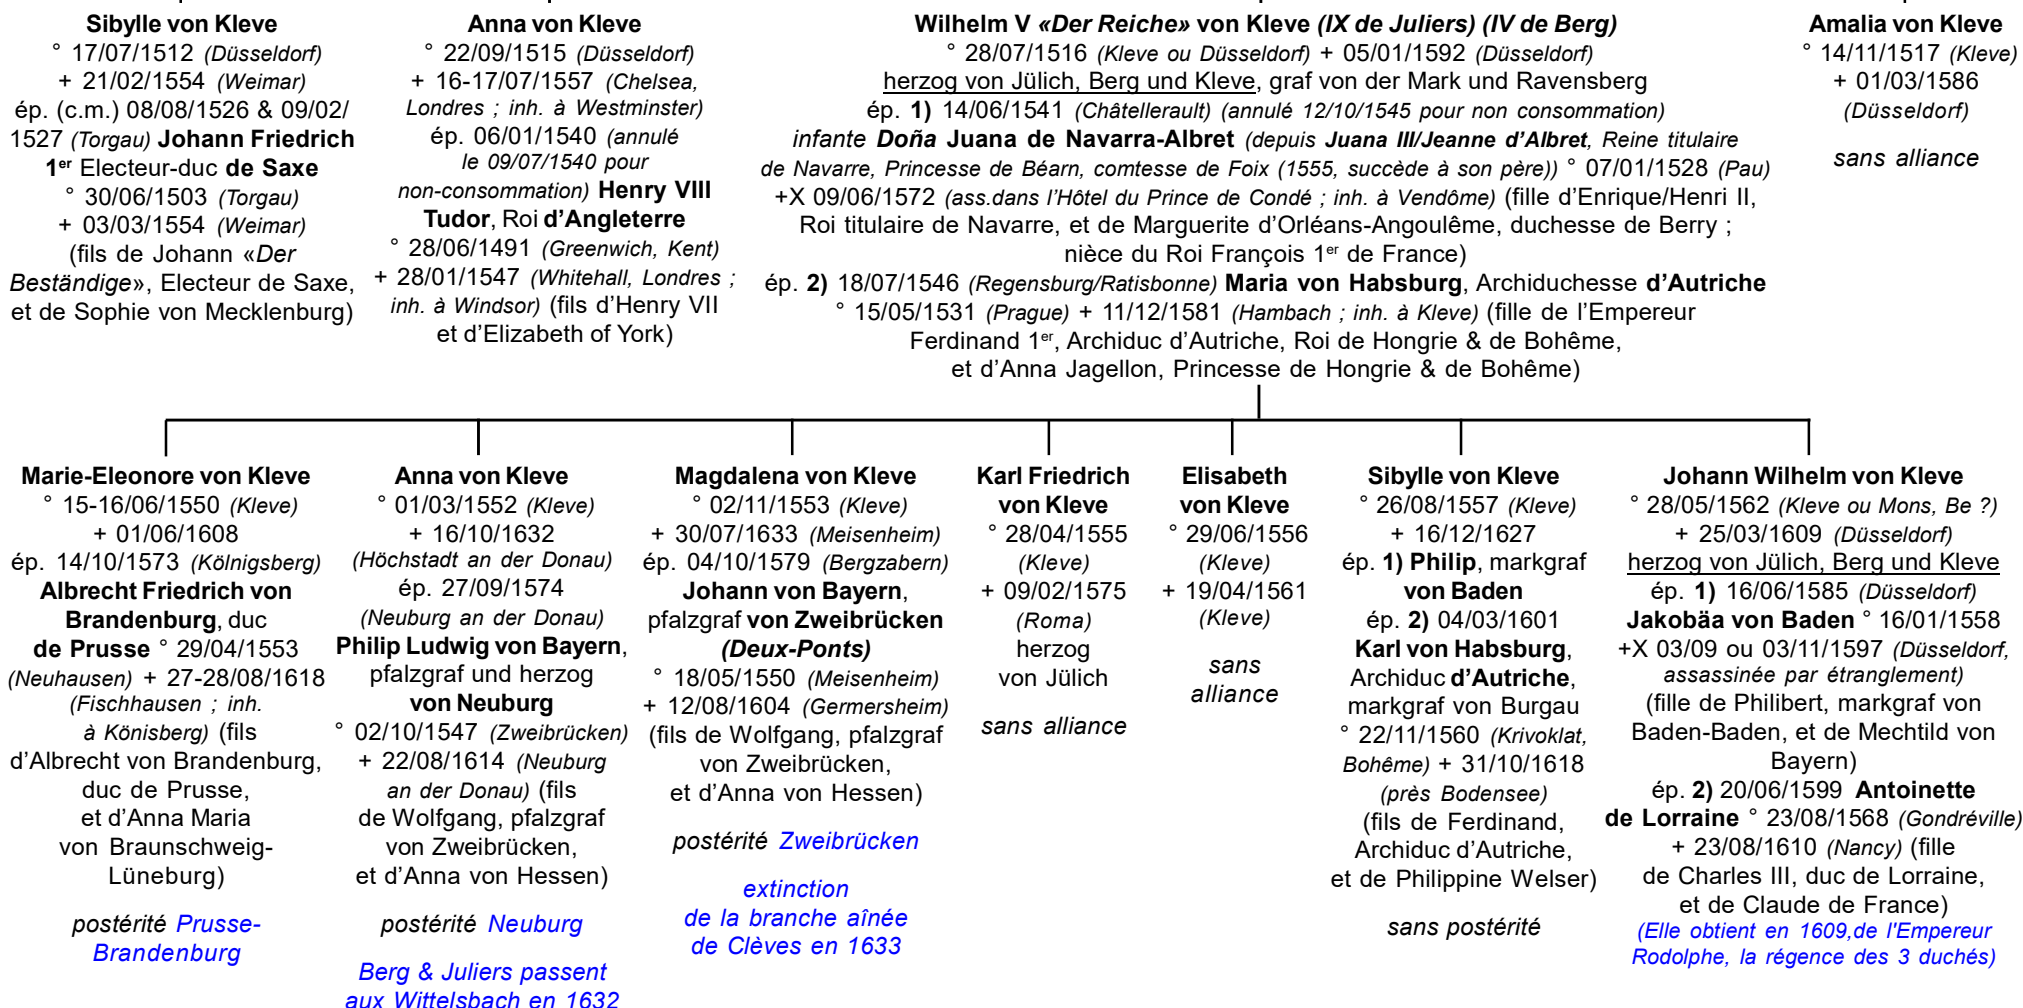 Sibylle von Kleve
° 17/07/1512 (Düsseldorf)
+ 21/02/1554 (Weimar)
ép. (c.m.) 08/08/1526 & 09/02/
1527 (Torgau) Johann Friedrich
1er Electeur-duc de Saxe
° 30/06/1503 (Torgau)
+ 03/03/1554 (Weimar)
(fils de Johann «Der
Beständige», Electeur de Saxe,
et de Sophie von Mecklenburg)
Anna von Kleve
° 22/09/1515 (Düsseldorf)
+ 16-17/07/1557 (Chelsea,
Londres ; inh. à Westminster)
ép. 06/01/1540 (annulé
le 09/07/1540 pour
non-consommation) Henry VIII
Tudor, Roi d'Angleterre
° 28/06/1491 (Greenwich, Kent)
+ 28/01/1547 (Whitehall, Londres ;
inh. à Windsor) (fils d'Henry VII
et d'Elizabeth of York)
Wilhelm V «Der Reiche» von Kleve (IX de Juliers) (IV de Berg)
° 28/07/1516 (Kleve ou Düsseldorf) + 05/01/1592 (Düsseldorf)
herzog von Jülich, Berg und Kleve, graf von der Mark und Ravensberg
ép. 1) 14/06/1541 (Châtellerault) (annulé 12/10/1545 pour non consommation)
infante Doña Juana de Navarra-Albret (depuis Juana III/Jeanne d'Albret, Reine titulaire
de Navarre, Princesse de Béarn, comtesse de Foix (1555, succède à son père)) ° 07/01/1528 (Pau)
+X 09/06/1572 (ass.dans l'Hôtel du Prince de Condé ; inh. à Vendôme) (fille d'Enrique/Henri II,
Roi titulaire de Navarre, et de Marguerite d'Orléans-Angoulême, duchesse de Berry ;
nièce du Roi François 1er de France)
ép. 2) 18/07/1546 (Regensburg/Ratisbonne) Maria von Habsburg, Archiduchesse d'Autriche
° 15/05/1531 (Prague) + 11/12/1581 (Hambach ; inh. à Kleve) (fille de l'Empereur
Ferdinand 1er, Archiduc d'Autriche, Roi de Hongrie & de Bohême,
et d'Anna Jagellon, Princesse de Hongrie & de Bohême)
Amalia von Kleve
° 14/11/1517 (Kleve)
+ 01/03/1586
(Düsseldorf)
sans alliance
Marie-Eleonore von Kleve
° 15-16/06/1550 (Kleve)
+ 01/06/1608
ép. 14/10/1573 (Kölnigsberg)
Albrecht Friedrich von
Brandenburg, duc
de Prusse ° 29/04/1553
(Neuhausen) + 27-28/08/1618
(Fischhausen ; inh.
à Könisberg) (fils
d'Albrecht von Brandenburg,
duc de Prusse,
et d'Anna Maria
von Braunschweig-
Lüneburg)
postérité Prusse-
Brandenburg
Anna von Kleve
° 01/03/1552 (Kleve)
+ 16/10/1632
(Höchstadt an der Donau)
ép. 27/09/1574
(Neuburg an der Donau)
Philip Ludwig von Bayern,
pfalzgraf und herzog
von Neuburg
° 02/10/1547 (Zweibrücken)
+ 22/08/1614 (Neuburg
an der Donau) (fils
de Wolfgang, pfalzgraf
von Zweibrücken,
et d'Anna von Hessen)
postérité Neuburg
Berg & Juliers passent
aux Wittelsbach en 1632
Magdalena von Kleve
° 02/11/1553 (Kleve)
+ 30/07/1633 (Meisenheim)
ép. 04/10/1579 (Bergzabern)
Johann von Bayern,
pfalzgraf von Zweibrücken
(Deux-Ponts)
° 18/05/1550 (Meisenheim)
+ 12/08/1604 (Germersheim)
(fils de Wolfgang, pfalzgraf
von Zweibrücken,
et d'Anna von Hessen)
postérité Zweibrücken
extinction
de la branche aînée
de Clèves en 1633
Karl Friedrich
von Kleve
° 28/04/1555
(Kleve)
+ 09/02/1575
(Roma)
herzog
von Jülich
sans alliance
Elisabeth
von Kleve
° 29/06/1556
(Kleve)
+ 19/04/1561
(Kleve)
sans
alliance
Sibylle von Kleve
° 26/08/1557 (Kleve)
+ 16/12/1627
ép. 1) Philip, markgraf
von Baden
ép. 2) 04/03/1601
Karl von Habsburg,
Archiduc d'Autriche,
markgraf von Burgau
° 22/11/1560 (Krivoklat,
Bohême) + 31/10/1618
(près Bodensee)
(fils de Ferdinand,
Archiduc d'Autriche,
et de Philippine Welser)
sans postérité
Johann Wilhelm von Kleve
° 28/05/1562 (Kleve ou Mons, Be ?)
+ 25/03/1609 (Düsseldorf)
herzog von Jülich, Berg und Kleve
ép. 1) 16/06/1585 (Düsseldorf)
Jakobäa von Baden ° 16/01/1558
+X 03/09 ou 03/11/1597 (Düsseldorf,
assassinée par étranglement)
(fille de Philibert, markgraf von
Baden-Baden, et de Mechtild von
Bayern)
ép. 2) 20/06/1599 Antoinette
de Lorraine ° 23/08/1568 (Gondréville)
+ 23/08/1610 (Nancy) (fille
de Charles III, duc de Lorraine,
et de Claude de France)
(Elle obtient en 1609,de l'Empereur
Rodolphe, la régence des 3 duchés)